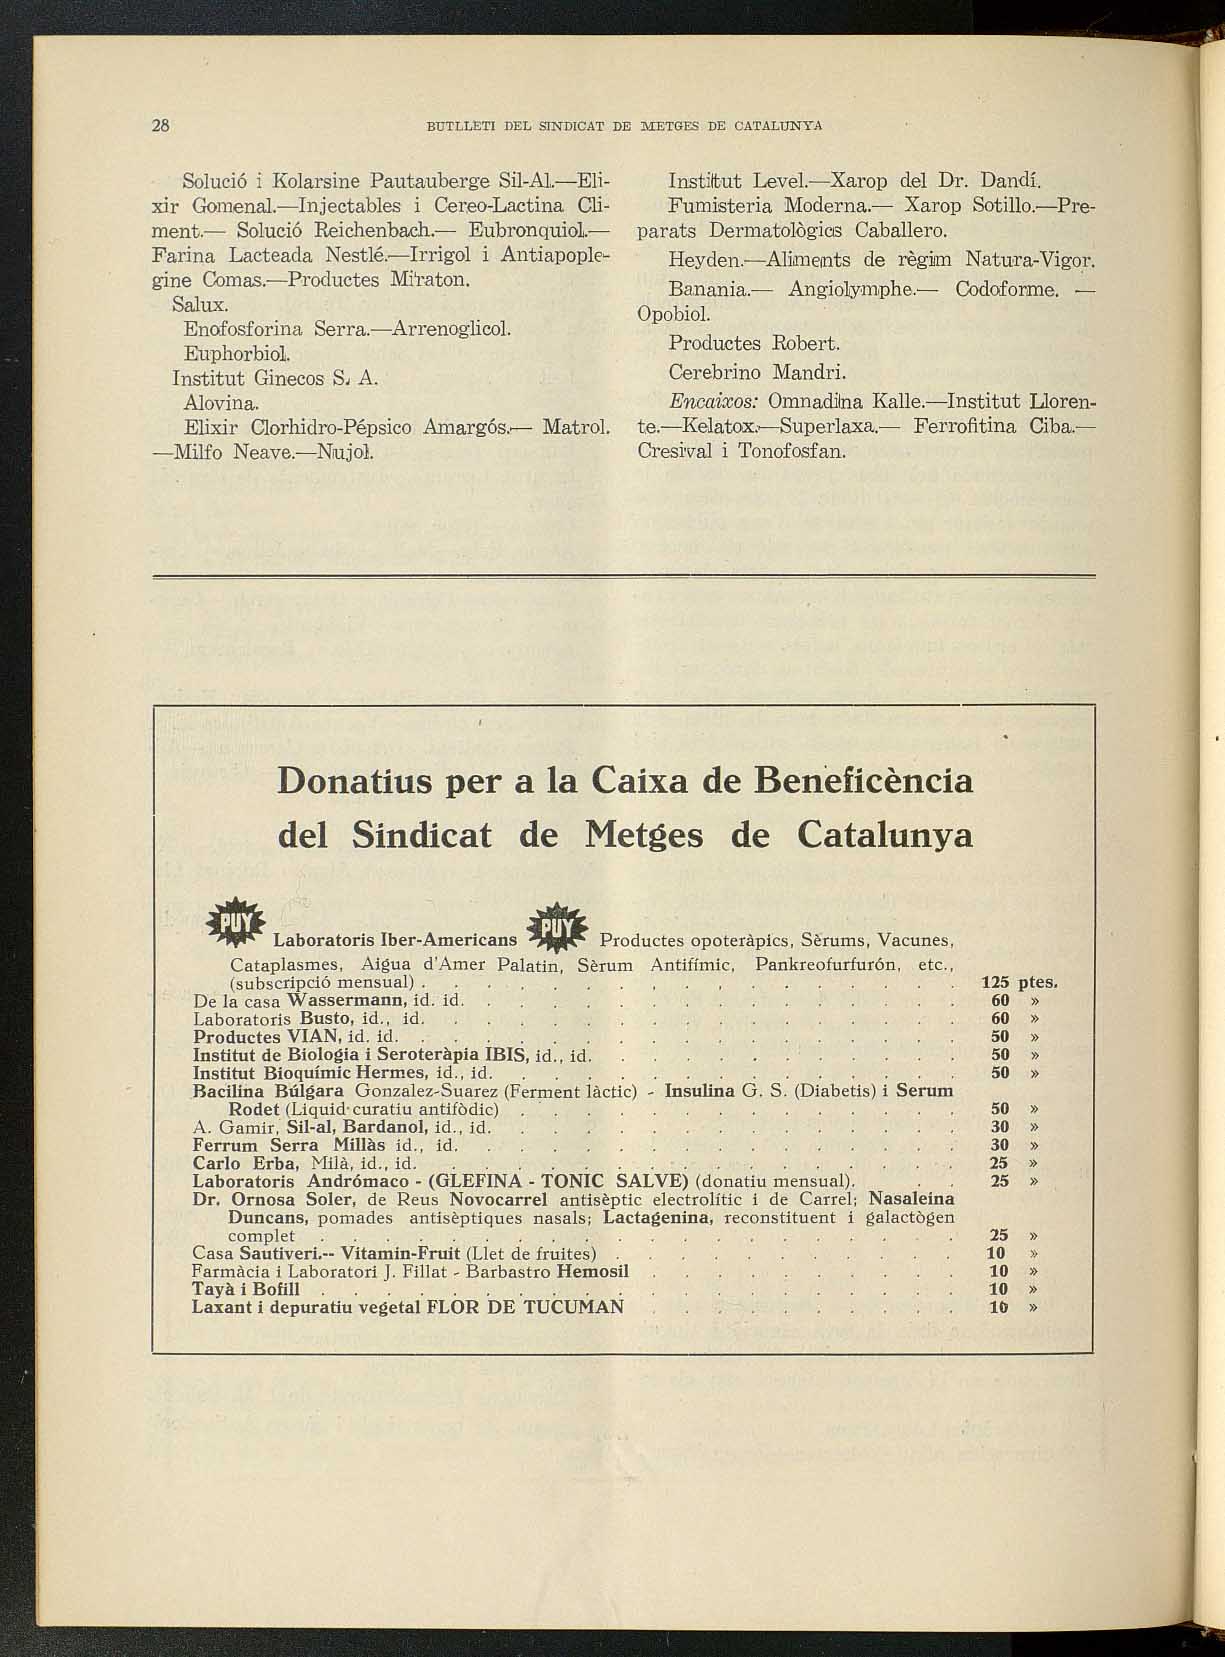 28
BUTLLETI DEL SINDICAT DE METGES DE CATALUNYA
Solució i Kolarsine Pautauberge Sil-Al.—Eli-
xir Gomenal.—Injectables i Cereo-Lactina Cli-
ment.— Solució Reichenbach.— Eubronquiol.—
Farina Lacteada Nestlé.—Irrigol i Antiapople-
gine Comas.—Productes Mitraton.
Salux.
Enofosforina Serra.—Arrenoglicol.
Euphorbiol.
Institut Ginecos S. A.
Alovina.
Elixir Clorhidro-Pépsico Amargós.— Matrol.
—Milfo Neave.—Nujol.
Institut Level.—Xarop del Dr. Dandí.
Fumisteria Moderna.— Xarop Sotillo.—Pre-
parats Dermatològics Caballero.
Heyden.—Aliments de règim Natura-Vigor.
Banania.— Angiolymphe.— Codoforme. —
Opobiol.
Productes Robert.
Cerebrino Mandri.
Encaixos: Omnadina Kalle.—Institut Lloren-
te.—Kelatox.—Superlaxa.— Ferrofitina Ciba.—
Cresival i Tonofosfan.
Donatius per a la Caixa de Beneficència
del Sindicat de Metges de Catalunya
PUY Laboratoris Iber-Americans PUY Productes opoteràpics, Sèrums, Vacunes,
Cataplasmes, Aigua d'Amer Palatin, Sèrum Antifímic, Pankreofurfurón, etc.,
(subscripció mensual) . . . . . . . . . . . . . . . . . 125 ptes.
De la casa Wassermann, id. id. . . . . . . . . . . . . . . . 60 »
Laboratoris Busto, id., id. . . . . . . . . . . . . . . . . 60 »
Productes VIAN, id. id. . . . . . . . . . . . . . . . . . 50 »
Institut de Biologia i Seroteràpia IBIS, id., id. . . . . . . . . . . . 50 »
Institut Bioquímic Hermes, id., id. . . . . . . . . . . . . . . 50 »
Bacilina Búlgara Gonzalez-Suarez (Ferment làctic) - Insulina G. S. (Diabetis) i Serum
Rodet (Liquid curatiu antifòdic) . . . . . . . . . . . . . . 50 »
A. Gamir, Sil-al, Bardanol, id., id. . . . . . . . . . . . . . . 30 »
Ferrum Serra Millàs id., id. . . . . . . . . . . . . . . . 30 »
Carlo Erba, Milà, id., id. . . . . . . . . . . . . . . . . 25 »
Laboratoris Andrómaco - (GLEFINA - TONIC SALVE) (donatiu mensual). . . 25 »
Dr. Ornosa Soler, de Reus Novocarrel antisèptic electrolític i de Carrel; Nasaleina
Duncans, pomades antisèptiques nasals; Lactagenina, reconstituent i galactògen
complet . . . . . . . . . . . . . . . . . . . . 25 »
Casa Sautiveri.-- Vitamin-Fruit (Llet de fruites) . . . . . . . . . . . 10 »
Farmàcia i Laboratori J. Fillat - Barbastro Hemosil . . . . . . . . . . 10 »
Tayà i Bofill . . . . . . . . . . . . . . . . . . . . 10 »
Laxant i depuratiu vegetal FLOR DE TUCUMAN . . . . . . . . . . 10 »